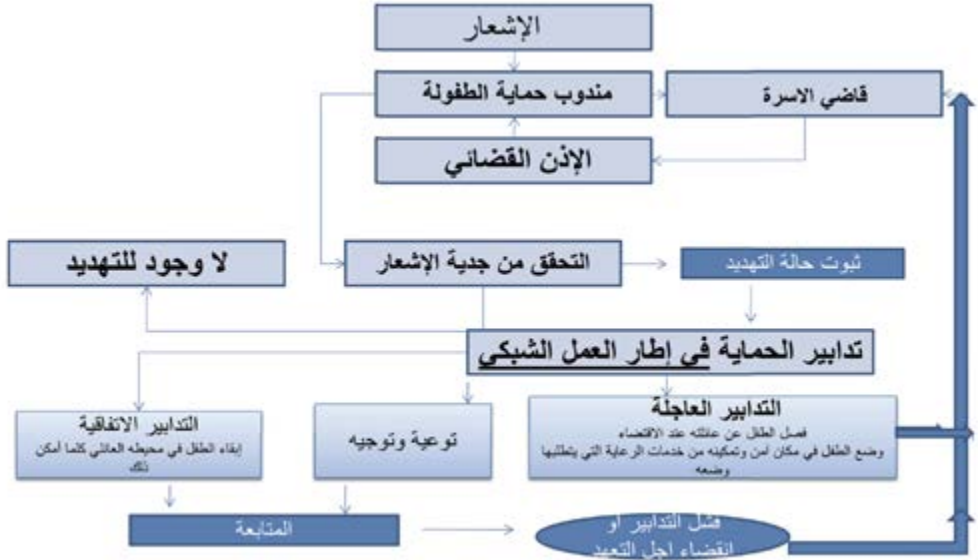 الإشعار
مندوب حماية الطفولة
قاضي الاسرة
الإذن القضائي
لا وجود للتهديد
التحقق من جدية الإشعار
ثبوت حالة التهديد
تدابير الحماية في إطار العمل الشبكي
التدابير الاتفاقية
إبقاء الطفل في محيطه العائلي كلما أمكن
ذلك
توعية وتوجيه
التدابير العاجلة
فصل الطفل عن عائلته عند الاقتضاء
وضع الطفل في مكان امن وتمكينه من خدمات الرعاية التي يتطلبها
وضعه
المتابعة
فشل التدابير او
انقضاء اجل التعهد